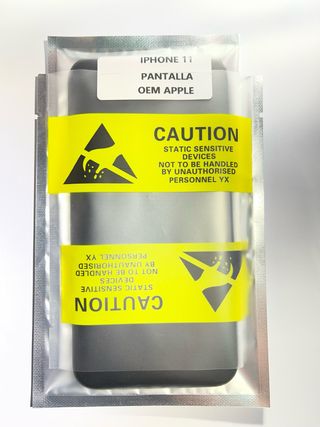 IPHONE 11
PANTALLA
OEM APPLE
CAUTION
STATIC SENSITIVE
DEVICES
NOT TO BE HANDLED
BY UNAUTHORISED
PERSONNEL YX
CAUTION
STATIC SENSITIVE
DEVICES
NOT TO BE HANDLED
BY UNAUTHORISED
PERSONNEL YX